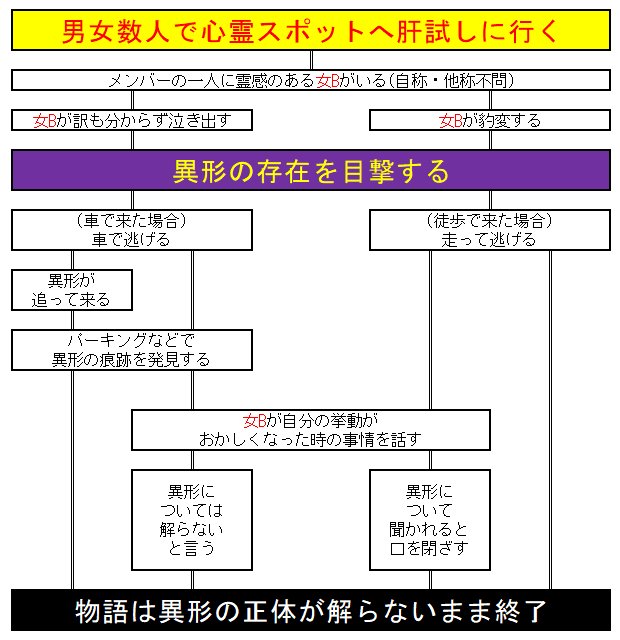 男女数人で心霊スポットへ肝試しに行く
メンバーの一人に霊感のある女Bがいる(自称・他称不問)
女Bが訳も分からず泣き出す
女Bが豹変する
異形の存在を目撃する
(車で来た場合)
車で逃げる
(徒歩で来た場合)
走って逃げる
異形が
追って来る
パーキングなどで
異形の痕跡を発見する
女Bが自分の挙動が
おかしくなった時の事情を話す
異形に
ついては
解らない
と言う
異形に
ついて
聞かれると
口を閉ざす
物語は異形の正体が解らないまま終了